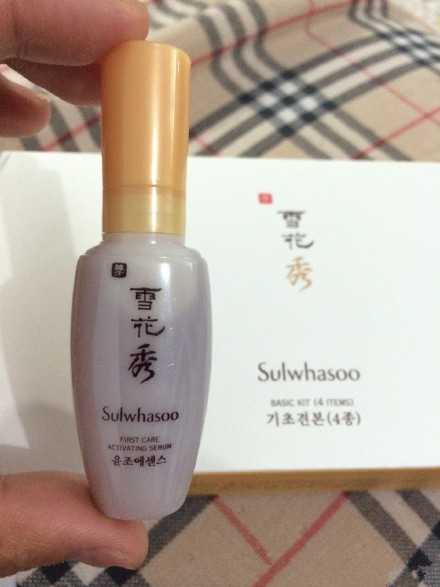 雪
花
秀
Sulwhasoo
FIRST CARE
ACTIVATING SERUM
윤조에센스
雪
花
秀
Sulwhasoo
BASIC KIT (4 ITEMS)
기초견본(4종)